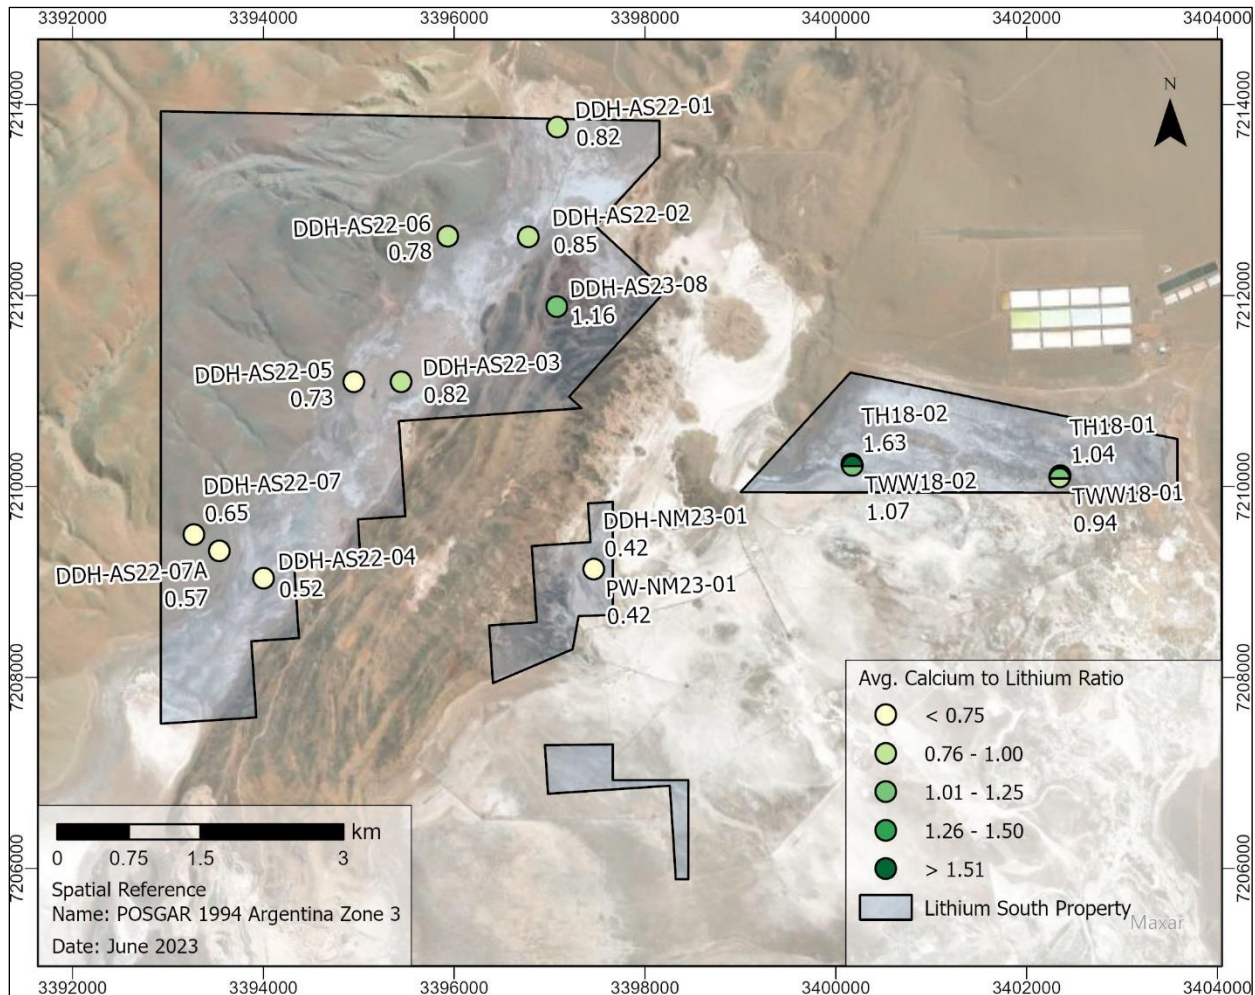 3392000
3394000
3396000
3398000
3400000
3402000
3404000
7214000
7214000
N
DDH-AS22-01
0.82
DDH-AS22-06
0.78
DDH-AS22-02
0.85
7212000
7212000
DDH-AS23-08
1.16
DDH-AS22-05
0.73
DDH-AS22-03
0.82
TH18-02
1.63
TH18-01
1.04
7210000
7210000
DDH-AS22-07
0.65
TWW18-02
1.07
TWW18-01
0.94
DDH-NM23-01
0.42
DDH-AS22-07A
0.57
DDH-AS22-04
0.52
PW-NM23-01
0.42
7208000
7208000
Avg. Calcium to Lithium Ratio
< 0.75
0.76 - 1.00
1.01 - 1.25
1.26 - 1.50
> 1.51
Lithium South Property
Maxar
km
0 0.75 1.5 3
7206000
7206000
Spatial Reference
Name: POSGAR 1994 Argentina Zone 3
Date: June 2023
3392000
3394000
3396000
3398000
3400000
3402000
3404000